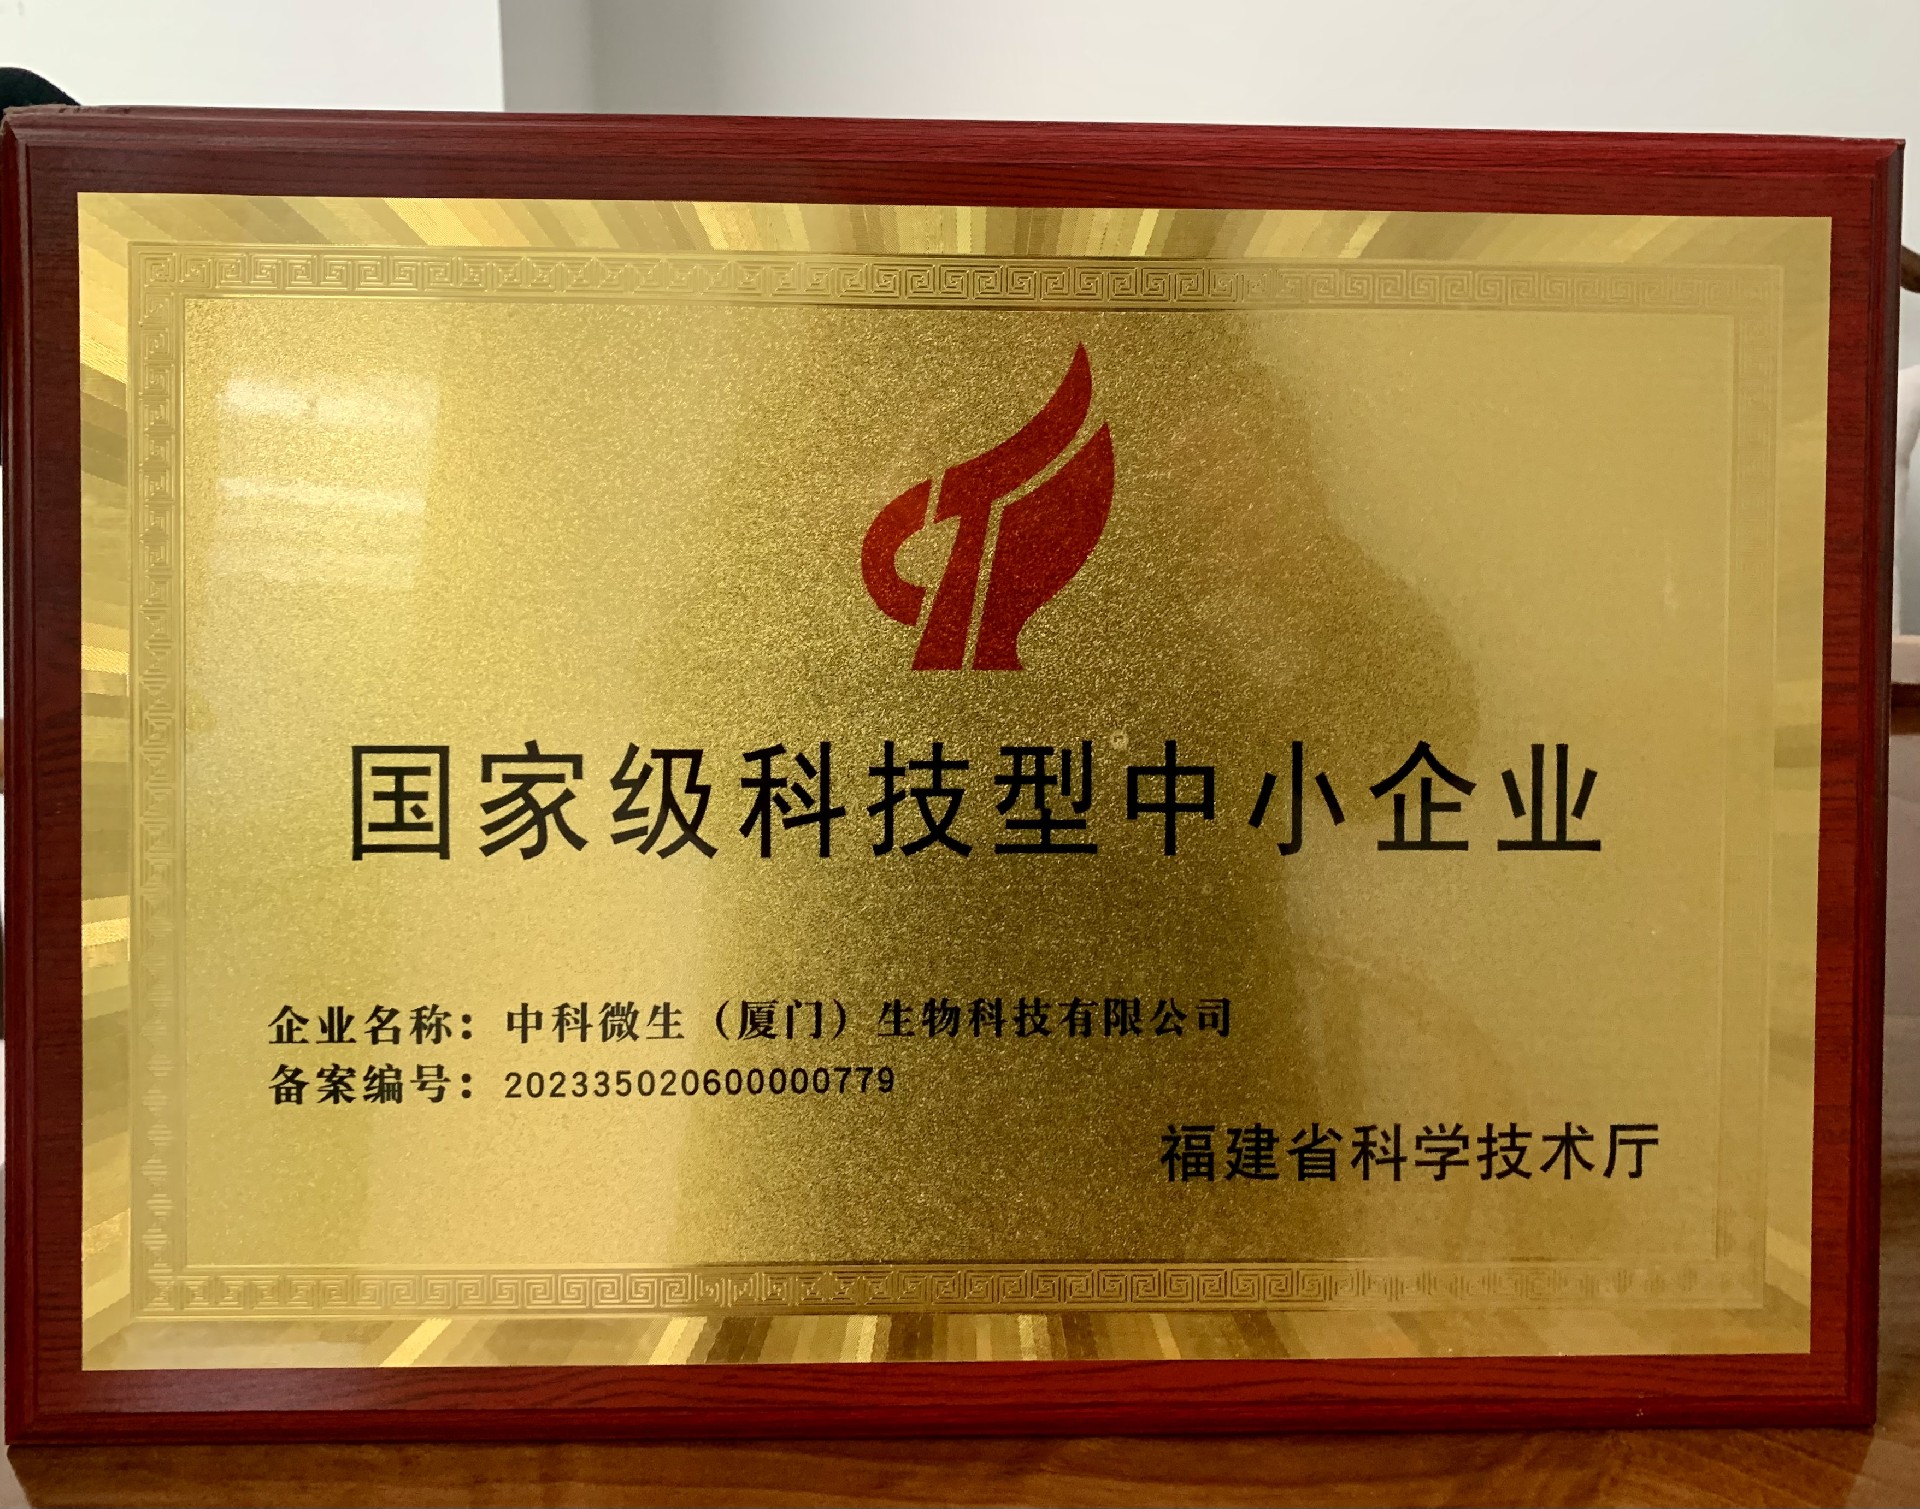 国家级科技型中小企业
企业名称：中科微生（厦门）生物科技有限公司
备案编号：202335020600000779
福建省科学技术厅